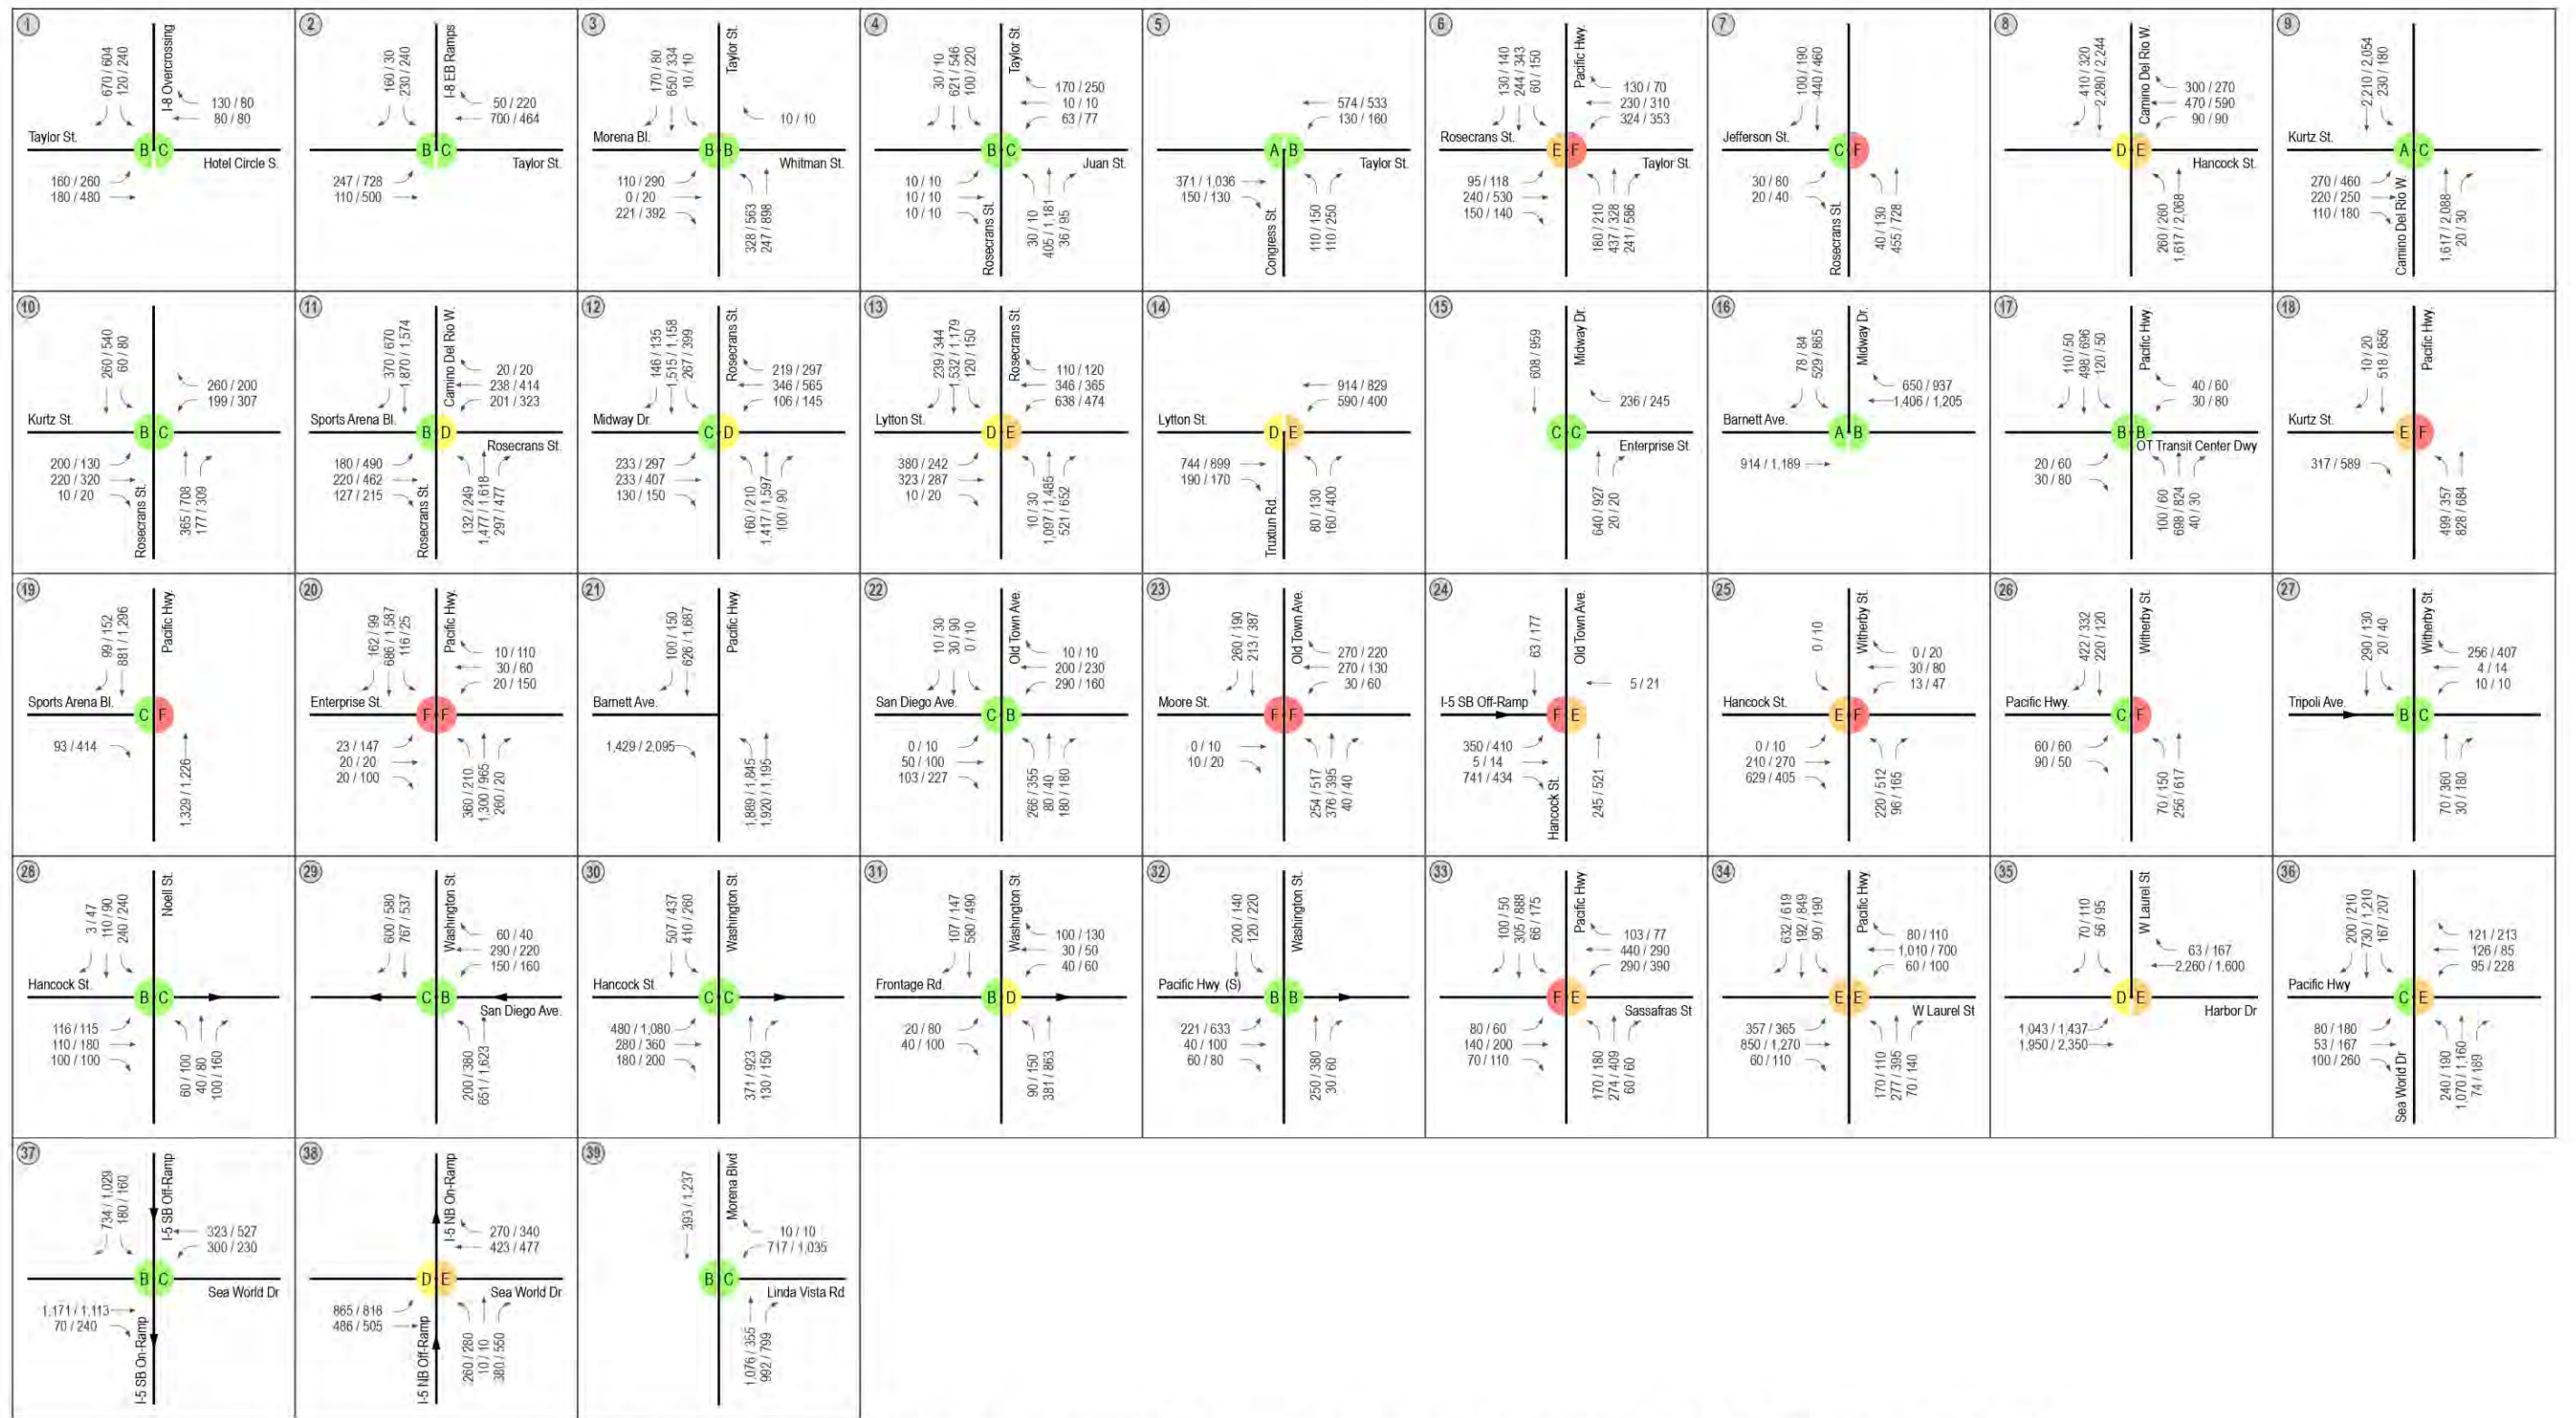 1
I-8 Overcrossing
670 / 604
120 / 240
130 / 80
80 / 80
Taylor St.
B C
Hotel Circle S.
160 / 260
180 / 480
2
I-8 EB Ramps
160 / 30
230 / 240
50 / 220
700 / 464
B C
Taylor St.
247 / 728
110 / 500
3
Taylor St.
170 / 80
650 / 334
10 / 10
10 / 10
Morena Bl.
B B
Whitman St.
110 / 290
0 / 20
221 / 392
328 / 563
247 / 898
4
Taylor St.
30 / 10
621 / 546
100 / 220
170 / 250
10 / 10
63 / 77
B C
Juan St.
10 / 10
10 / 10
10 / 10
Rosecrans St.
30 / 10
405 / 1,181
36 / 95
5
574 / 533
130 / 160
A B
Taylor St.
371 / 1,036
150 / 130
Congress St.
110 / 150
110 / 250
6
Pacific Hwy.
130 / 140
244 / 343
60 / 150
130 / 70
230 / 310
324 / 353
Rosecrans St.
E F
Taylor St.
95 / 118
240 / 530
150 / 140
180 / 210
437 / 328
241 / 586
7
100 / 190
440 / 460
Jefferson St.
C F
30 / 80
20 / 40
Rosecrans St.
40 / 130
455 / 728
8
Camino Del Rio W.
410 / 320
2,280 / 2,244
300 / 270
470 / 590
90 / 90
D E
Hancock St.
260 / 260
1,617 / 2,068
9
2,210 / 2,054
230 / 180
Kurtz St.
A C
270 / 460
220 / 250
110 / 180
Camino Del Rio W.
1,617 / 2,088
20 / 30
10
260 / 540
60 / 80
260 / 200
199 / 307
Kurtz St.
B C
200 / 130
220 / 320
10 / 20
Rosecrans St.
365 / 708
177 / 309
11
Camino Del Rio W.
370 / 670
1,870 / 1,574
20 / 20
238 / 414
201 / 323
Sports Arena Bl.
B D
Rosecrans St.
180 / 490
220 / 462
127 / 215
Rosecrans St.
132 / 249
1,477 / 1,618
297 / 477
12
Rosecrans St.
146 / 135
1,515 / 1,158
267 / 399
219 / 297
346 / 565
106 / 145
Midway Dr.
C D
233 / 297
233 / 407
130 / 150
160 / 210
1,417 / 1,597
100 / 90
13
Rosecrans St.
239 / 344
1,532 / 1,179
120 / 150
110 / 120
346 / 365
638 / 474
Lytton St.
D E
380 / 242
323 / 287
10 / 20
10 / 30
1,097 / 1,485
521 / 652
14
914 / 829
590 / 400
Lytton St.
D E
744 / 899
190 / 170
Truxtun Rd.
80 / 130
160 / 400
15
Midway Dr.
608 / 959
236 / 245
C C
Enterprise St.
640 / 927
20 / 20
16
Midway Dr.
78 / 84
529 / 865
650 / 937
1,406 / 1,205
Barnett Ave.
A B
914 / 1,189
17
Pacific Hwy.
110 / 50
498 / 696
120 / 50
40 / 60
30 / 80
B B
OT Transit Center Dwy
20 / 60
30 / 80
100 / 60
698 / 824
40 / 30
18
Pacific Hwy.
10 / 20
518 / 856
Kurtz St.
E F
317 / 589
499 / 357
828 / 684
19
Pacific Hwy.
99 / 152
881 / 1,296
Sports Arena Bl.
C F
93 / 414
1,329 / 1,226
20
Pacific Hwy.
162 / 99
686 / 1,587
116 / 25
10 / 110
30 / 60
20 / 150
Enterprise St.
F F
23 / 147
20 / 20
20 / 100
360 / 210
1,300 / 965
260 / 20
21
Pacific Hwy.
100 / 150
626 / 1,687
Barnett Ave.
1,429 / 2,095
1,889 / 1,845
1,920 / 1,195
22
Old Town Ave.
10 / 30
30 / 90
0 / 10
10 / 10
200 / 230
290 / 160
San Diego Ave.
C B
0 / 10
50 / 100
103 / 227
266 / 355
80 / 40
180 / 180
23
Old Town Ave.
260 / 190
213 / 387
270 / 220
270 / 130
30 / 60
Moore St.
F F
0 / 10
10 / 20
254 / 517
376 / 395
40 / 40
24
Old Town Ave.
63 / 177
5 / 21
I-5 SB Off-Ramp
F E
350 / 410
5 / 14
741 / 434
Hancock St.
245 / 521
25
Witherby St.
0 / 10
0 / 20
30 / 80
13 / 47
Hancock St.
E F
0 / 10
210 / 270
629 / 405
220 / 512
96 / 165
26
Witherby St.
422 / 332
220 / 120
Pacific Hwy.
C F
60 / 60
90 / 50
70 / 150
256 / 617
27
Witherby St.
290 / 130
20 / 40
256 / 407
4 / 14
10 / 10
Tripoli Ave.
B C
70 / 360
30 / 180
28
Noell St.
3 / 47
110 / 90
240 / 240
Hancock St.
B C
116 / 115
110 / 180
100 / 100
60 / 100
40 / 80
100 / 160
29
Washington St.
600 / 580
767 / 537
60 / 40
290 / 220
150 / 160
C B
San Diego Ave.
200 / 380
651 / 1,623
30
Washington St.
507 / 437
410 / 260
Hancock St.
C C
480 / 1,080
280 / 360
180 / 200
371 / 923
130 / 150
31
Washington St.
107 / 147
580 / 490
100 / 130
30 / 50
40 / 60
Frontage Rd.
B D
20 / 80
40 / 100
90 / 150
381 / 863
32
Washington St.
200 / 140
120 / 220
Pacific Hwy. (S)
B B
221 / 633
40 / 100
60 / 80
250 / 380
30 / 60
33
Pacific Hwy
100 / 50
305 / 888
66 / 175
103 / 77
440 / 290
290 / 390
F E
Sassafras St
80 / 60
140 / 200
70 / 110
170 / 180
274 / 409
60 / 60
34
Pacific Hwy
632 / 619
192 / 849
90 / 190
80 / 110
1,010 / 700
60 / 100
E E
W Laurel St
357 / 365
850 / 1,270
60 / 110
170 / 110
277 / 395
70 / 140
35
W Laurel St
70 / 110
56 / 95
63 / 167
2,260 / 1,600
D E
Harbor Dr
1,043 / 1,437
1,950 / 2,350
36
200 / 210
730 / 1,210
167 / 207
121 / 213
126 / 85
95 / 228
Pacific Hwy
C E
80 / 180
53 / 167
100 / 260
Sea World Dr
240 / 190
1,070 / 1,160
74 / 189
37
I-5 SB Off-Ramp
734 / 1,029
180 / 160
323 / 527
300 / 230
B C
Sea World Dr
1,171 / 1,113
70 / 240
I-5 SB On-Ramp
38
I-5 NB On-Ramp
270 / 340
423 / 477
D E
Sea World Dr
865 / 818
486 / 505
I-5 NB Off-Ramp
260 / 280
10 / 10
380 / 550
39
Morena Blvd
393 / 1,237
10 / 10
717 / 1,035
B C
Linda Vista Rd
1,076 / 355
992 / 799